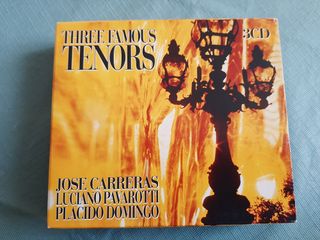 THREE FAMOUS
TENORS
3CD
JOSE CARRERAS
LUCIANO PAVAROTTI
PLACIDO DOMINGO